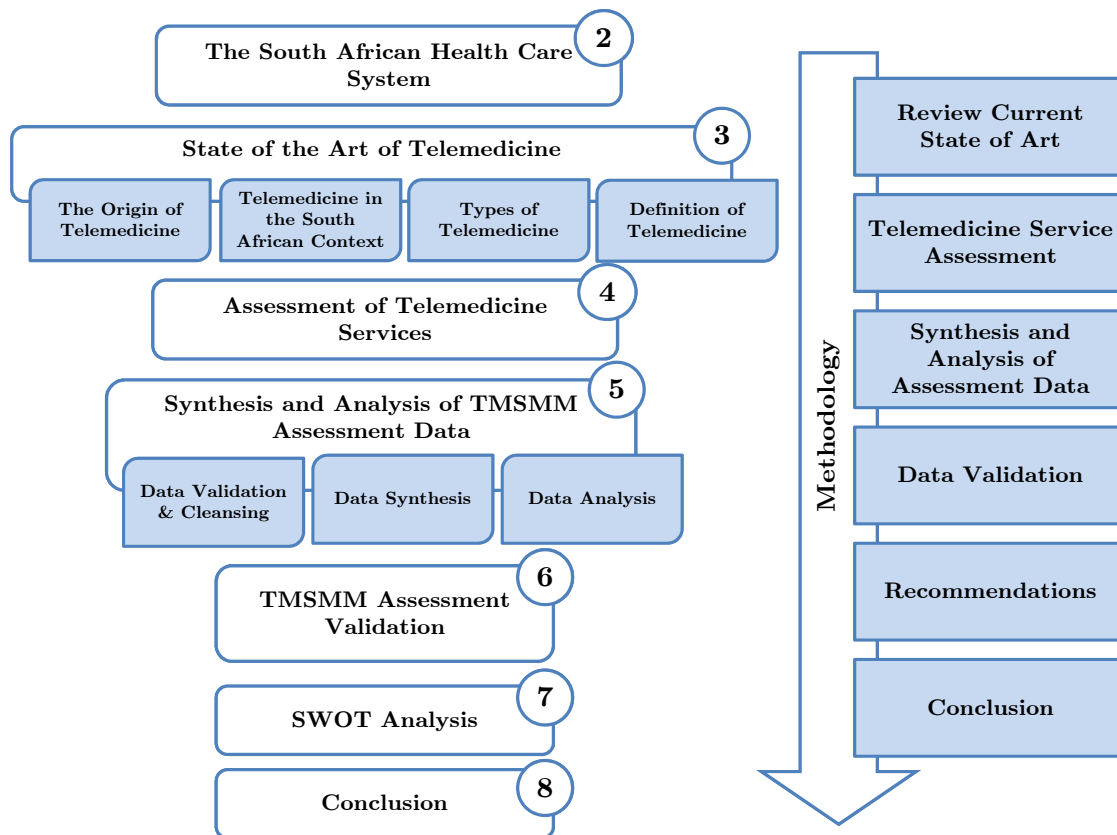 2
The South African Health Care
System
3
State of the Art of Telemedicine
The Origin of
Telemedicine
Telemedicine in
the South
African Context
Types of
Telemedicine
Definition of
Telemedicine
4
Assessment of Telemedicine
Services
5
Synthesis and Analysis of TMSMM
Assessment Data
Data Validation
& Cleansing
Data Synthesis
Data Analysis
6
TMSMM Assessment
Validation
7
SWOT Analysis
8
Conclusion
Methodology
Review Current
State of Art
Telemedicine Service
Assessment
Synthesis and
Analysis of
Assessment Data
Data Validation
Recommendations
Conclusion